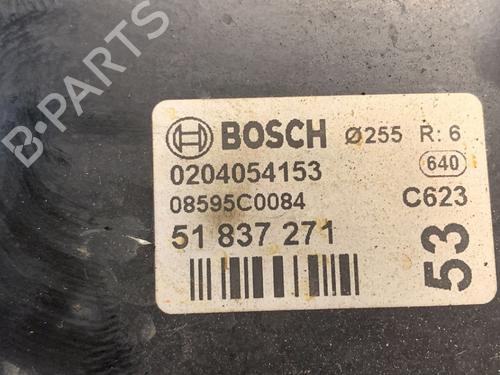 BOSCH Ø255 R: 6
0204054153 640
08595C0084 C623
51 837 271
53
B-PARTS